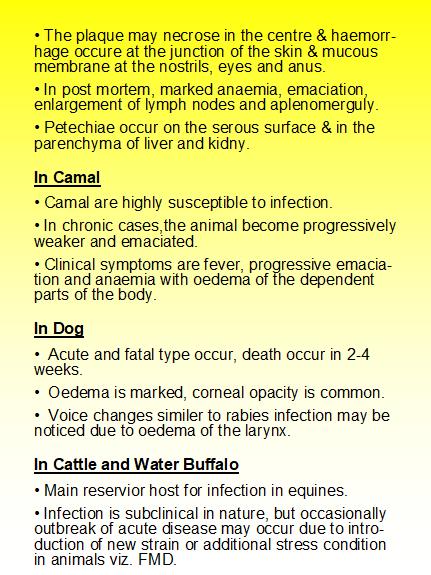 • The plaque may necrose in the centre & haemorr-
hage occure at the junction of the skin & mucous
membrane at the nostrils, eyes and anus.
• In post mortem, marked anaemia, emaciation,
enlargement of lymph nodes and aplenomerguly.
• Petechiae occur on the serous surface & in the
parenchyma of liver and kidny.
In Camal
• Camal are highly susceptible to infection.
• In chronic cases,the animal become progressively
weaker and emaciated.
• Clinical symptoms are fever, progressive emacia-
tion and anaemia with oedema of the dependent
parts of the body.
In Dog
• Acute and fatal type occur, death occur in 2-4
weeks.
• Oedema is marked, corneal opacity is common.
• Voice changes similer to rabies infection may be
noticed due to oedema of the larynx.
In Cattle and Water Buffalo
• Main reservior host for infection in equines.
• Infection is subclinical in nature, but occasionally
outbreak of acute disease may occur due to intro-
duction of new strain or additional stress condition
in animals viz. FMD.